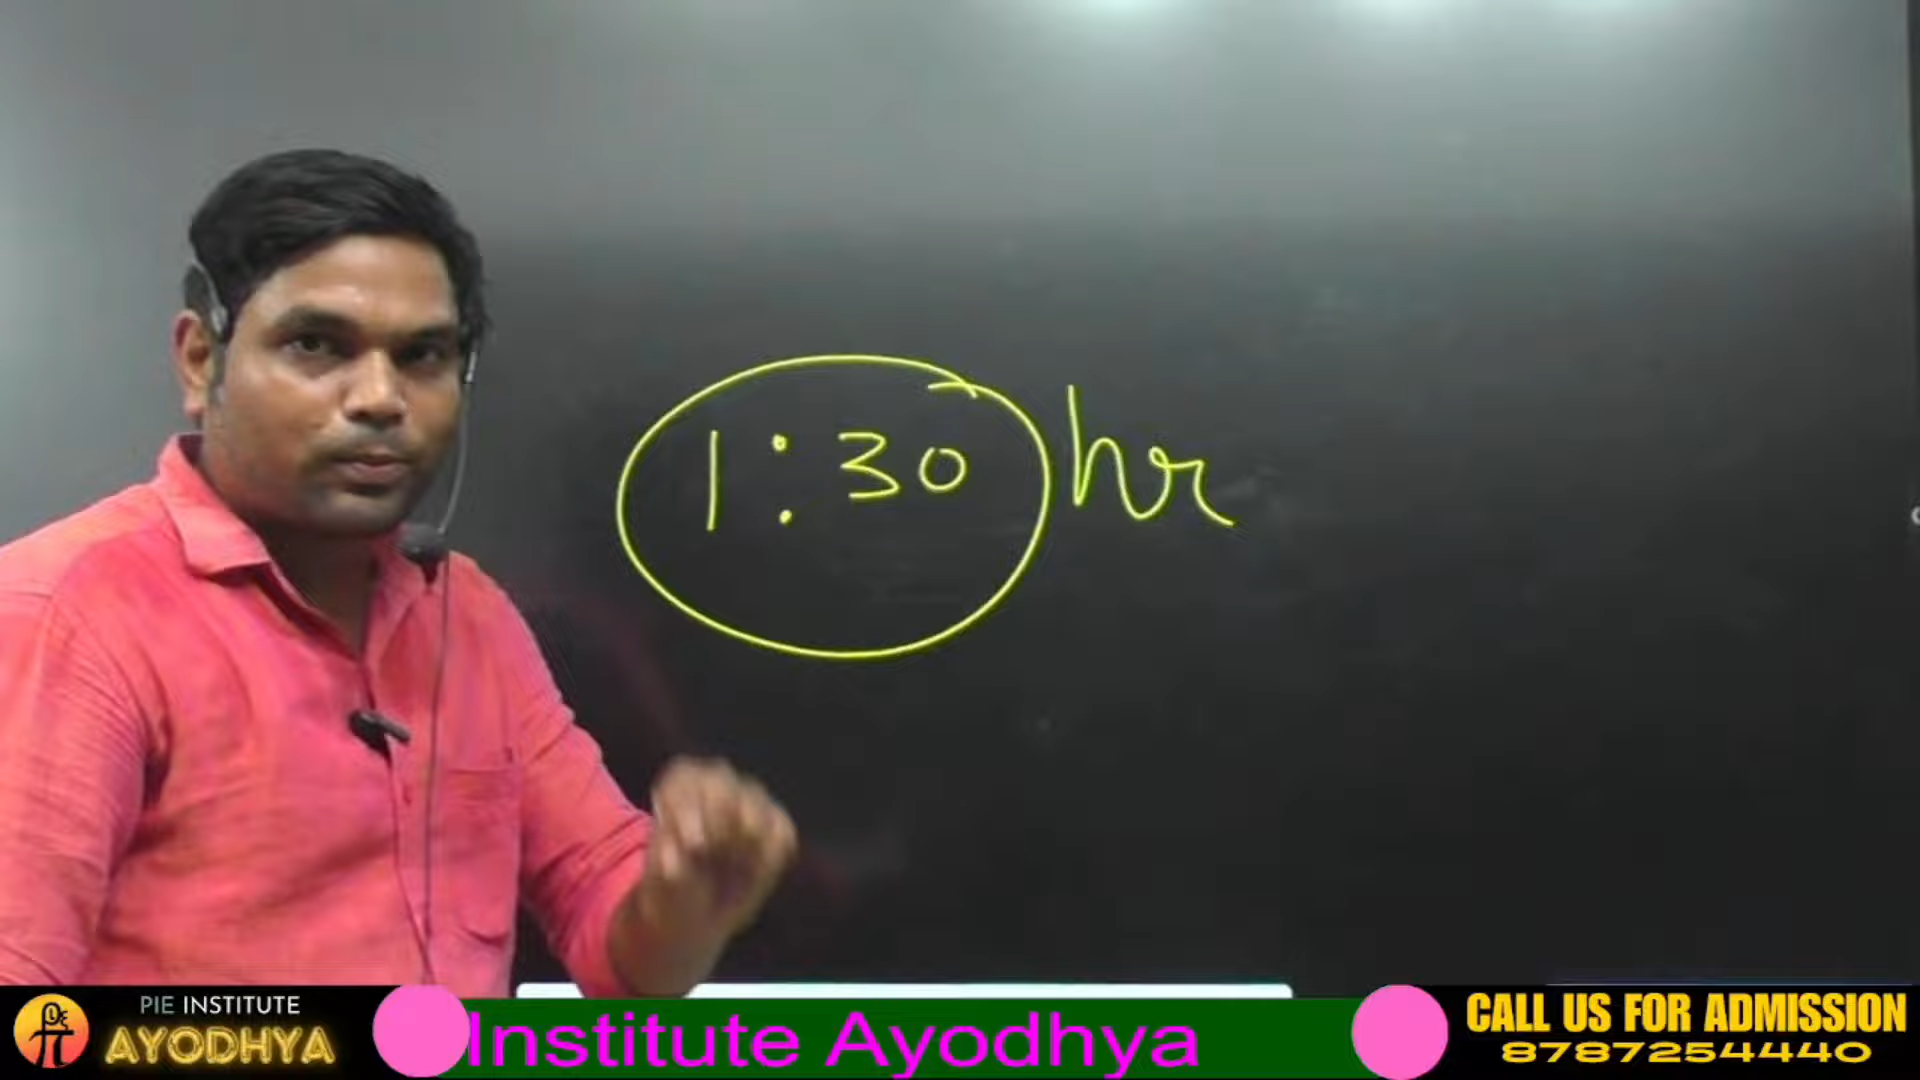 1:30 hr
PIE INSTITUTE
AYODHYA
Institute Ayodhya
CALL US FOR ADMISSION
8787254440